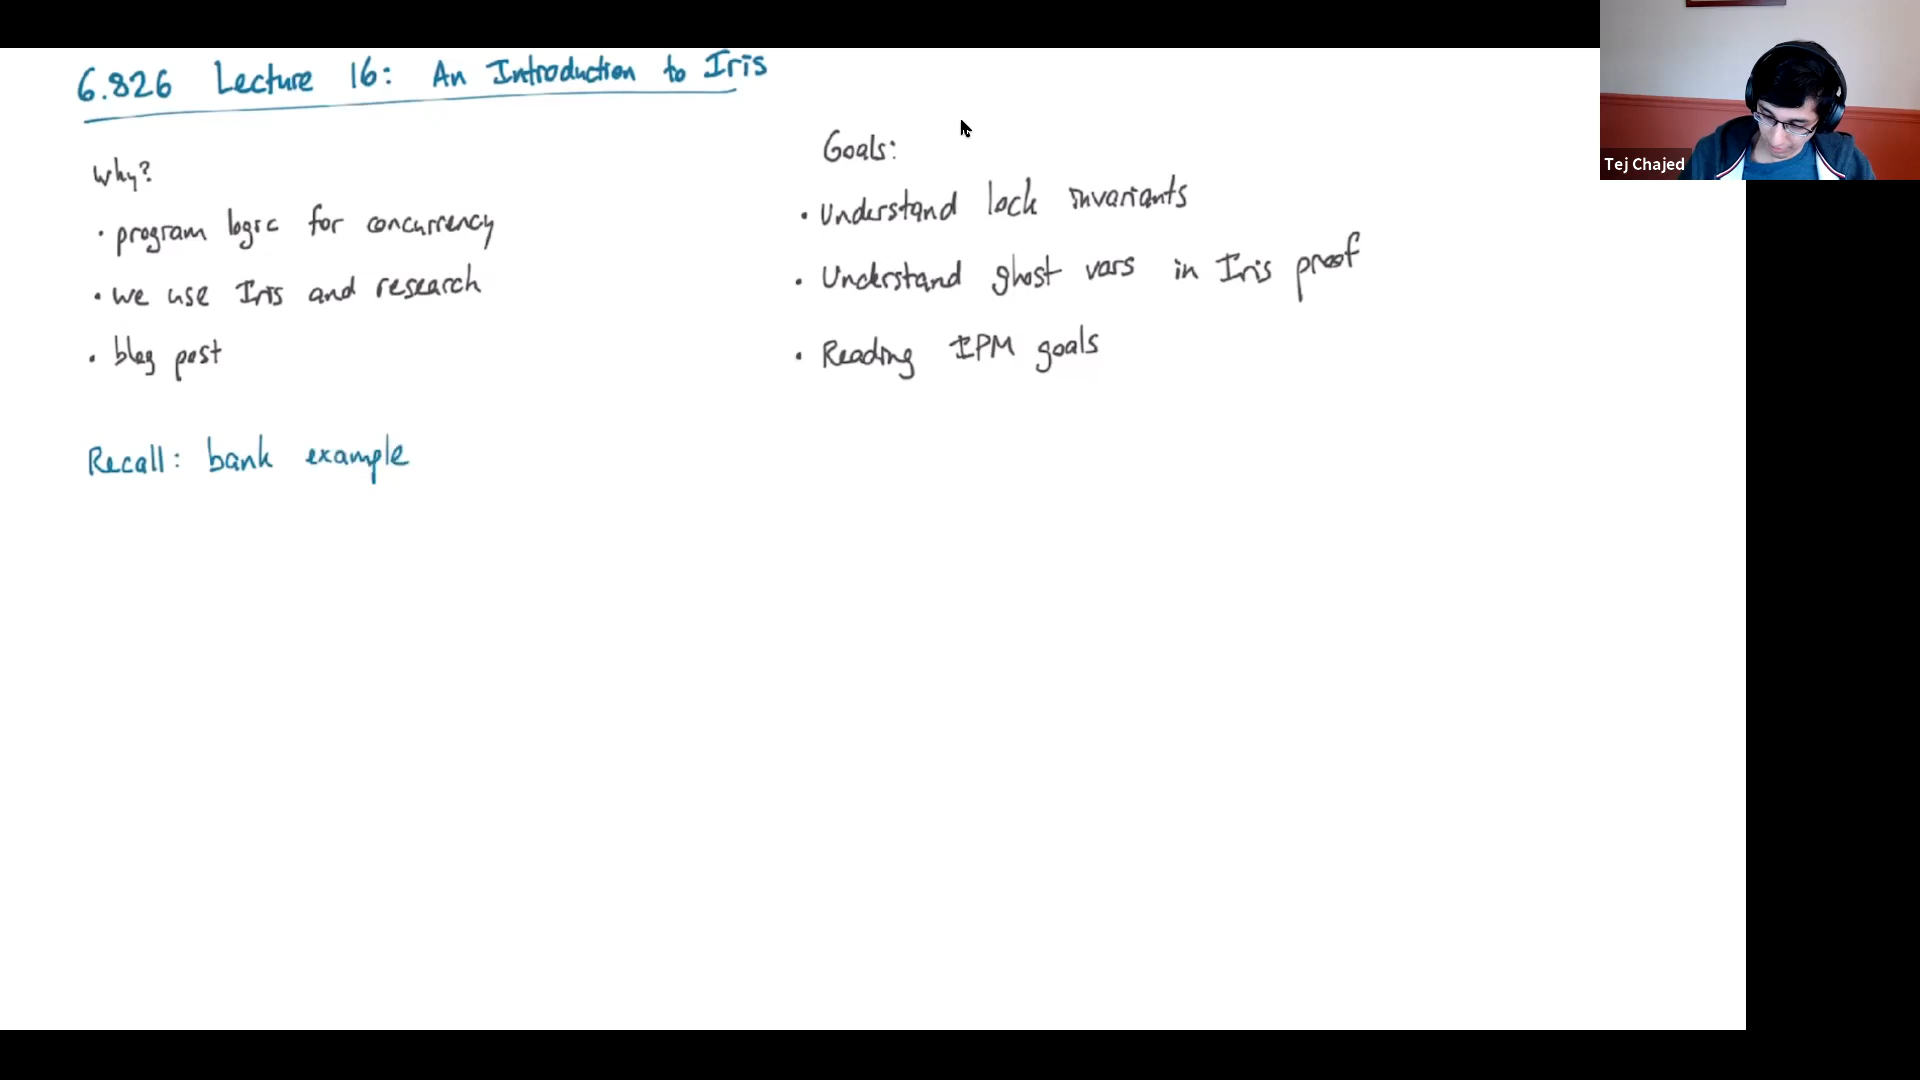 6.826 Lecture 16: An Introduction to Iris
Why?
• program logic for concurrency
• we use Iris and research
• blog post
Goals:
• Understand lock invariants
• Understand ghost vars in Iris proof
• Reading IPM goals
Recall: bank example
Tej Chajed